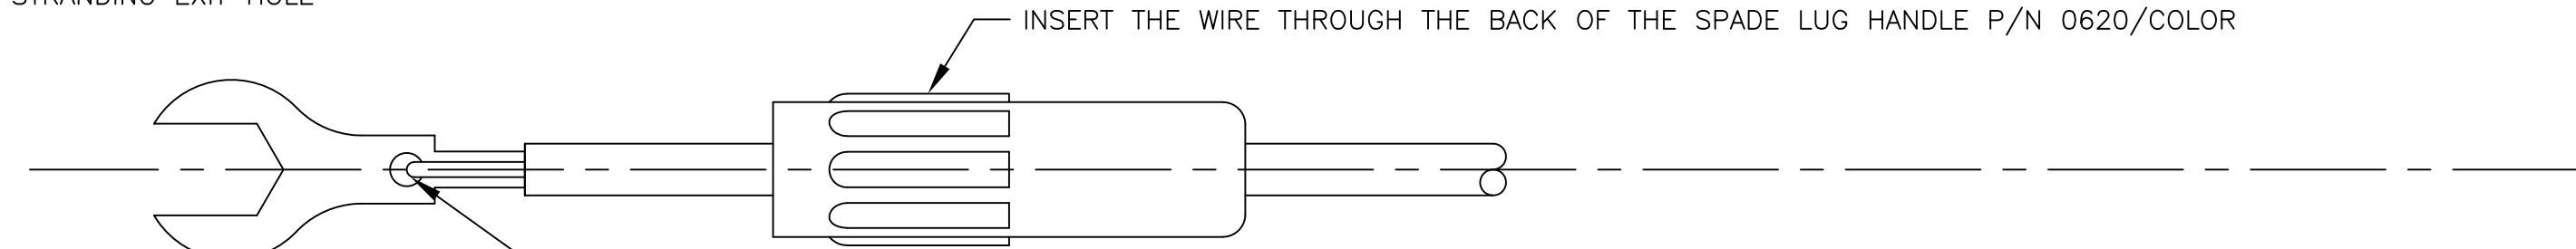 STRANDING EXIT HOLE
INSERT THE WIRE THROUGH THE BACK OF THE SPADE LUG HANDLE P/N 0620/COLOR